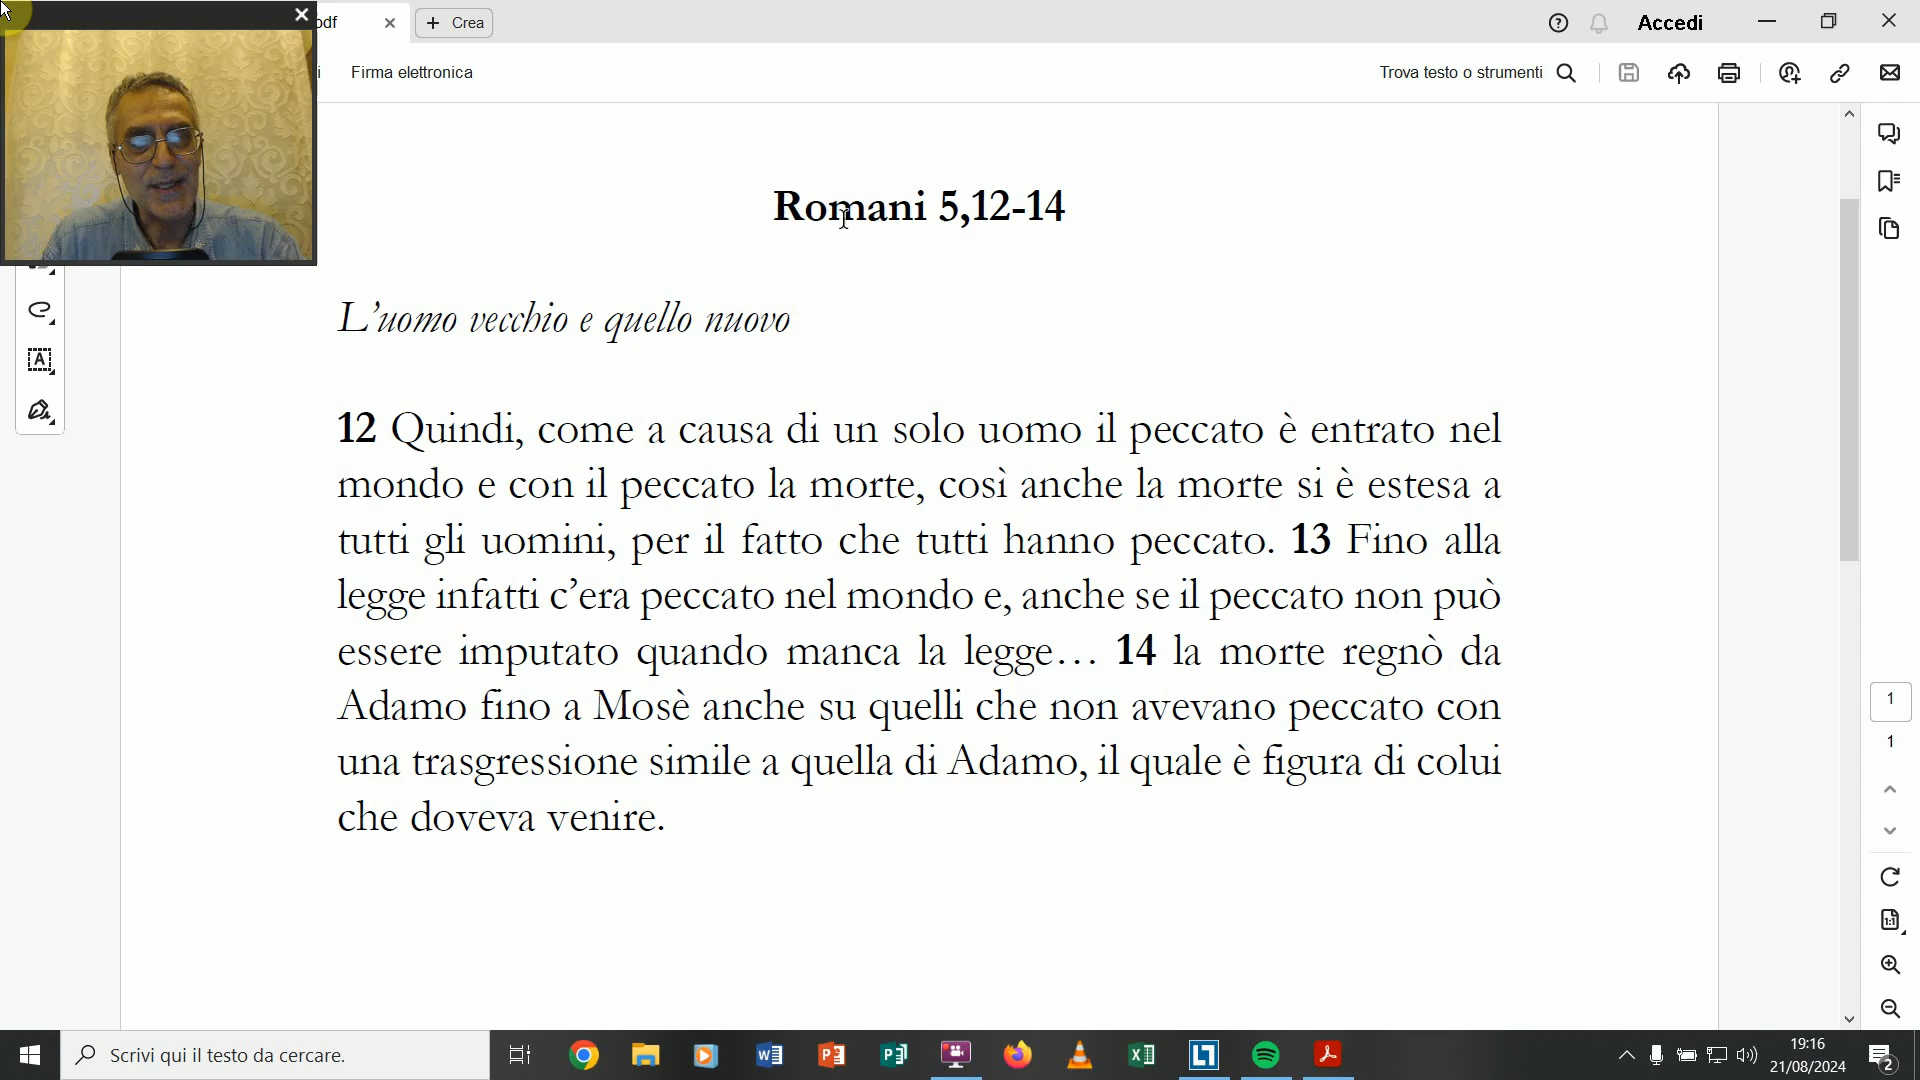 pdf
Crea
Accedi
Firma elettronica
Trova testo o strumenti
Romani 5,12-14
L’uomo vecchio e quello nuovo
12 Quindi, come a causa di un solo uomo il peccato è entrato nel
mondo e con il peccato la morte, così anche la morte si è estesa a
tutti gli uomini, per il fatto che tutti hanno peccato. 13 Fino alla
legge infatti c’era peccato nel mondo e, anche se il peccato non può
essere imputato quando manca la legge… 14 la morte regnò da
Adamo fino a Mosè anche su quelli che non avevano peccato con
una trasgressione simile a quella di Adamo, il quale è figura di colui
che doveva venire.
1
1
Scrivi qui il testo da cercare.
19:16
21/08/2024
2